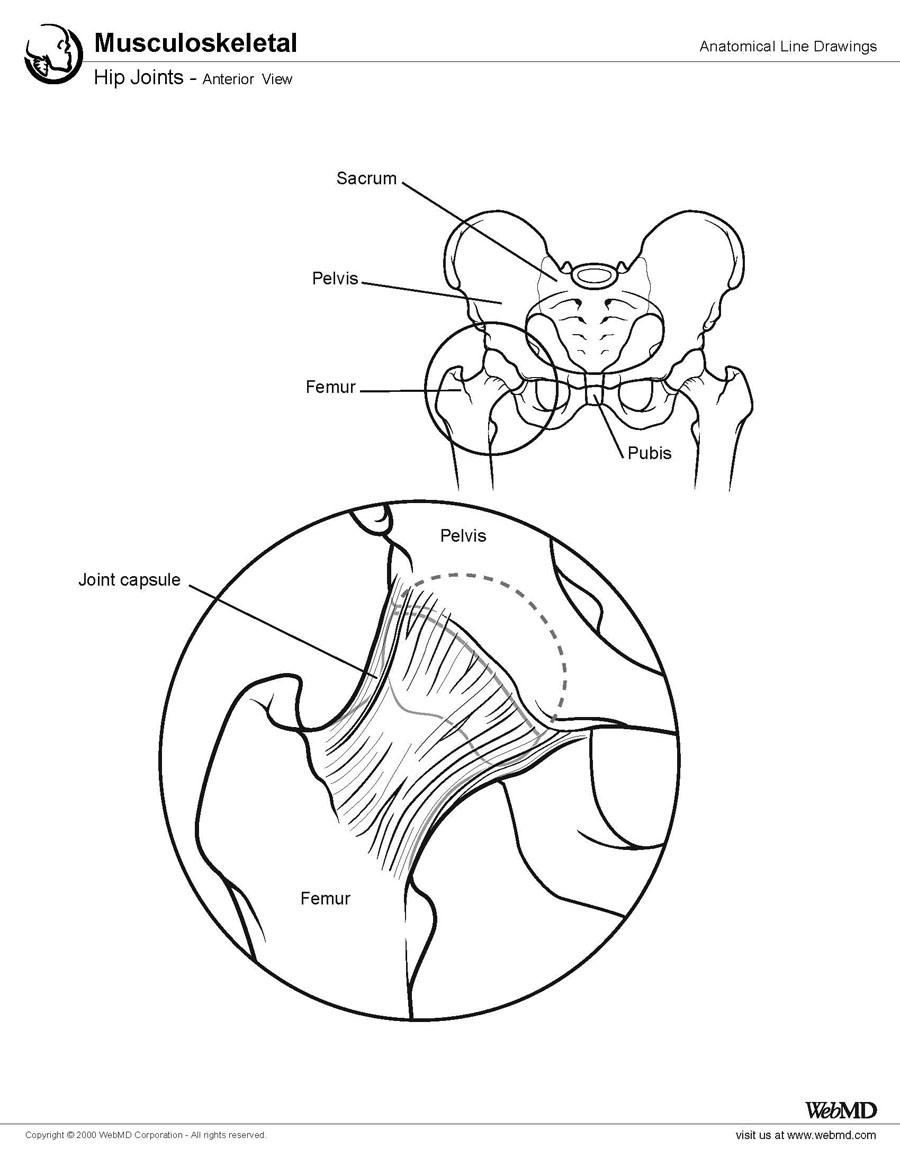 Musculoskeletal
Anatomical Line Drawings
Hip Joints - Anterior View
Sacrum
Pelvis
Femur
Pubis
Pelvis
Joint capsule
Femur
WebMD
Copyright © 2000 WebMD Corporation - All rights reserved.
visit us at www.webmd.com